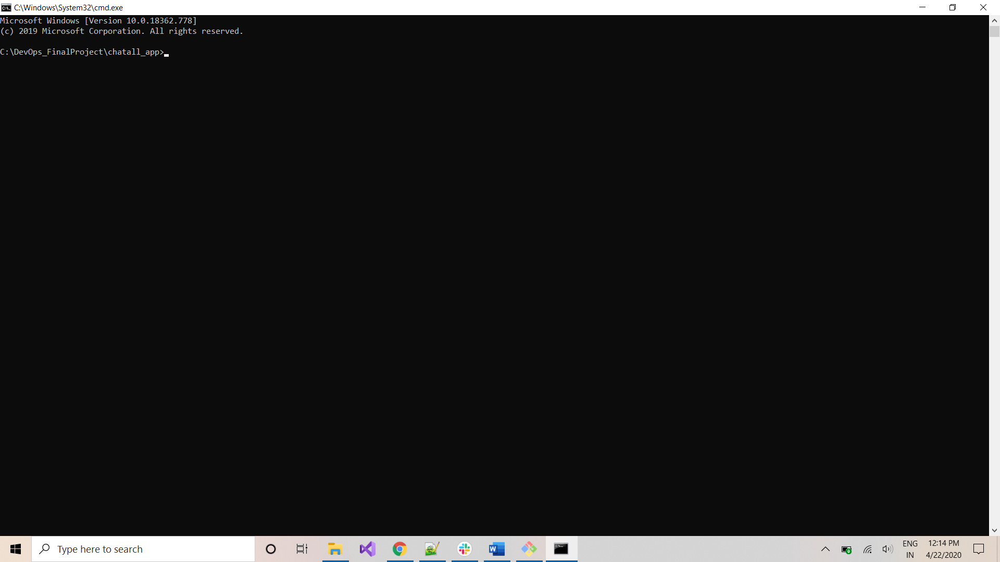 C:\Windows\System32\cmd.exe
Microsoft Windows [Version 10.0.18362.778]
(c) 2019 Microsoft Corporation. All rights reserved.
C:\DevOps_FinalProject\chatall_app>
Type here to search
ENG
IN
12:14 PM
4/22/2020